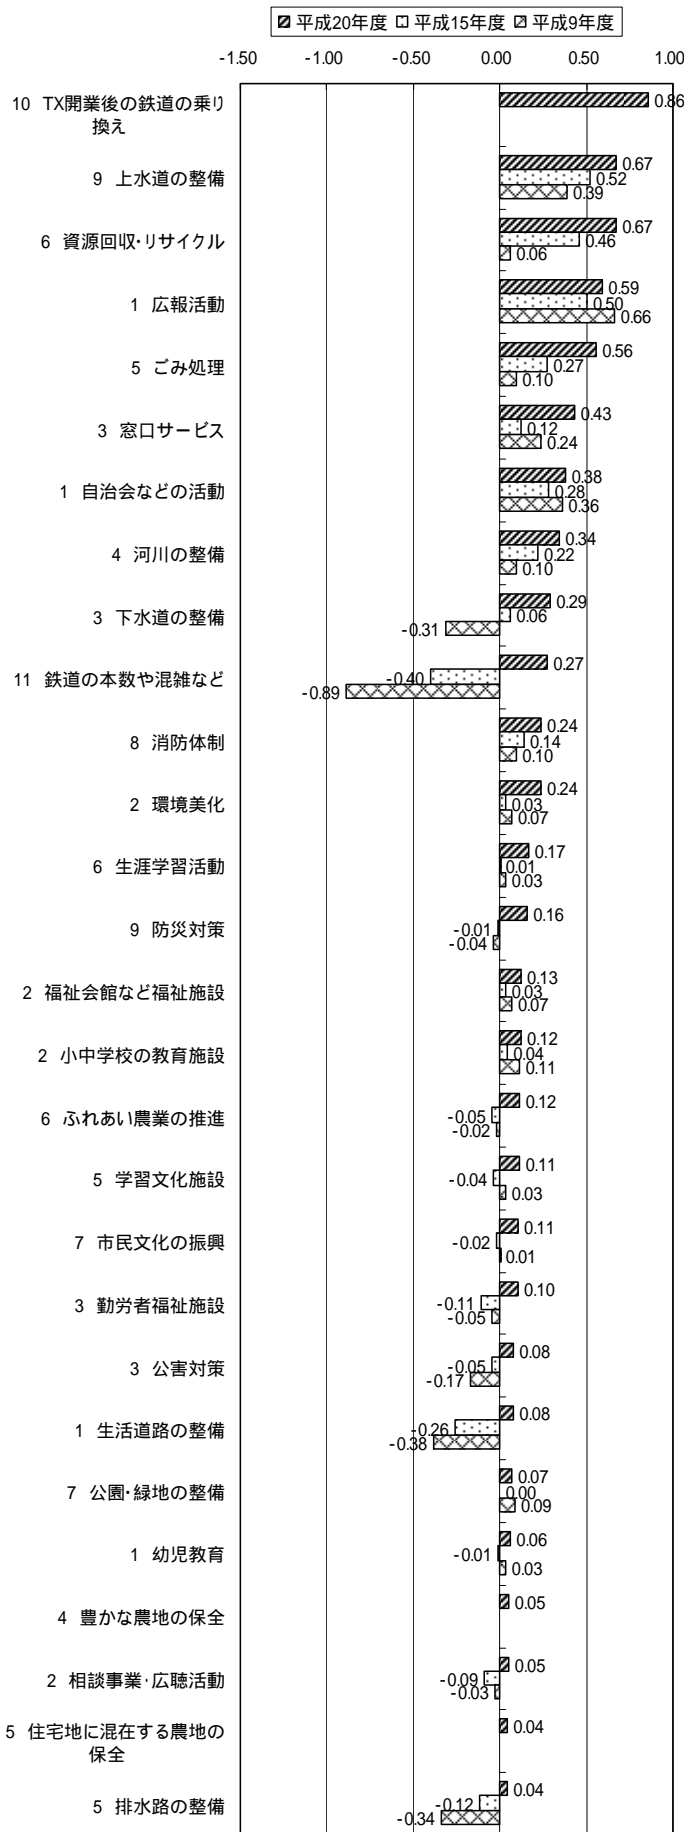 平成20年度 平成15年度 平成9年度
-1.50 -1.00 -0.50 0.00 0.50 1.00
10 TX開業後の鉄道の乗り
換え
0.86
9 上水道の整備
0.67
0.52
0.39
6 資源回収・リサイクル
0.67
0.46
0.06
1 広報活動
0.59
0.50
0.66
5 ごみ処理
0.56
0.27
0.10
3 窓口サービス
0.43
0.12
0.24
1 自治会などの活動
0.38
0.28
0.36
4 河川の整備
0.34
0.22
0.10
3 下水道の整備
0.29
0.06
-0.31
11 鉄道の本数や混雑など
0.27
-0.40
-0.89
8 消防体制
0.24
0.14
0.10
2 環境美化
0.24
0.03
0.07
6 生涯学習活動
0.17
0.01
0.03
9 防災対策
0.16
-0.01
-0.04
2 福祉会館など福祉施設
0.13
0.03
0.07
2 小中学校の教育施設
0.12
0.04
0.11
6 ふれあい農業の推進
0.12
-0.05
-0.02
5 学習文化施設
0.11
-0.04
0.03
7 市民文化の振興
0.11
-0.02
0.01
3 勤労者福祉施設
0.10
-0.11
-0.05
3 公害対策
0.08
-0.05
-0.17
1 生活道路の整備
0.08
-0.26
-0.38
7 公園・緑地の整備
0.07
0.00
0.09
1 幼児教育
0.06
-0.01
0.03
4 豊かな農地の保全
0.05
2 相談事業・広聴活動
0.05
-0.09
-0.03
5 住宅地に混在する農地の
保全
0.04
5 排水路の整備
0.04
-0.12
-0.34